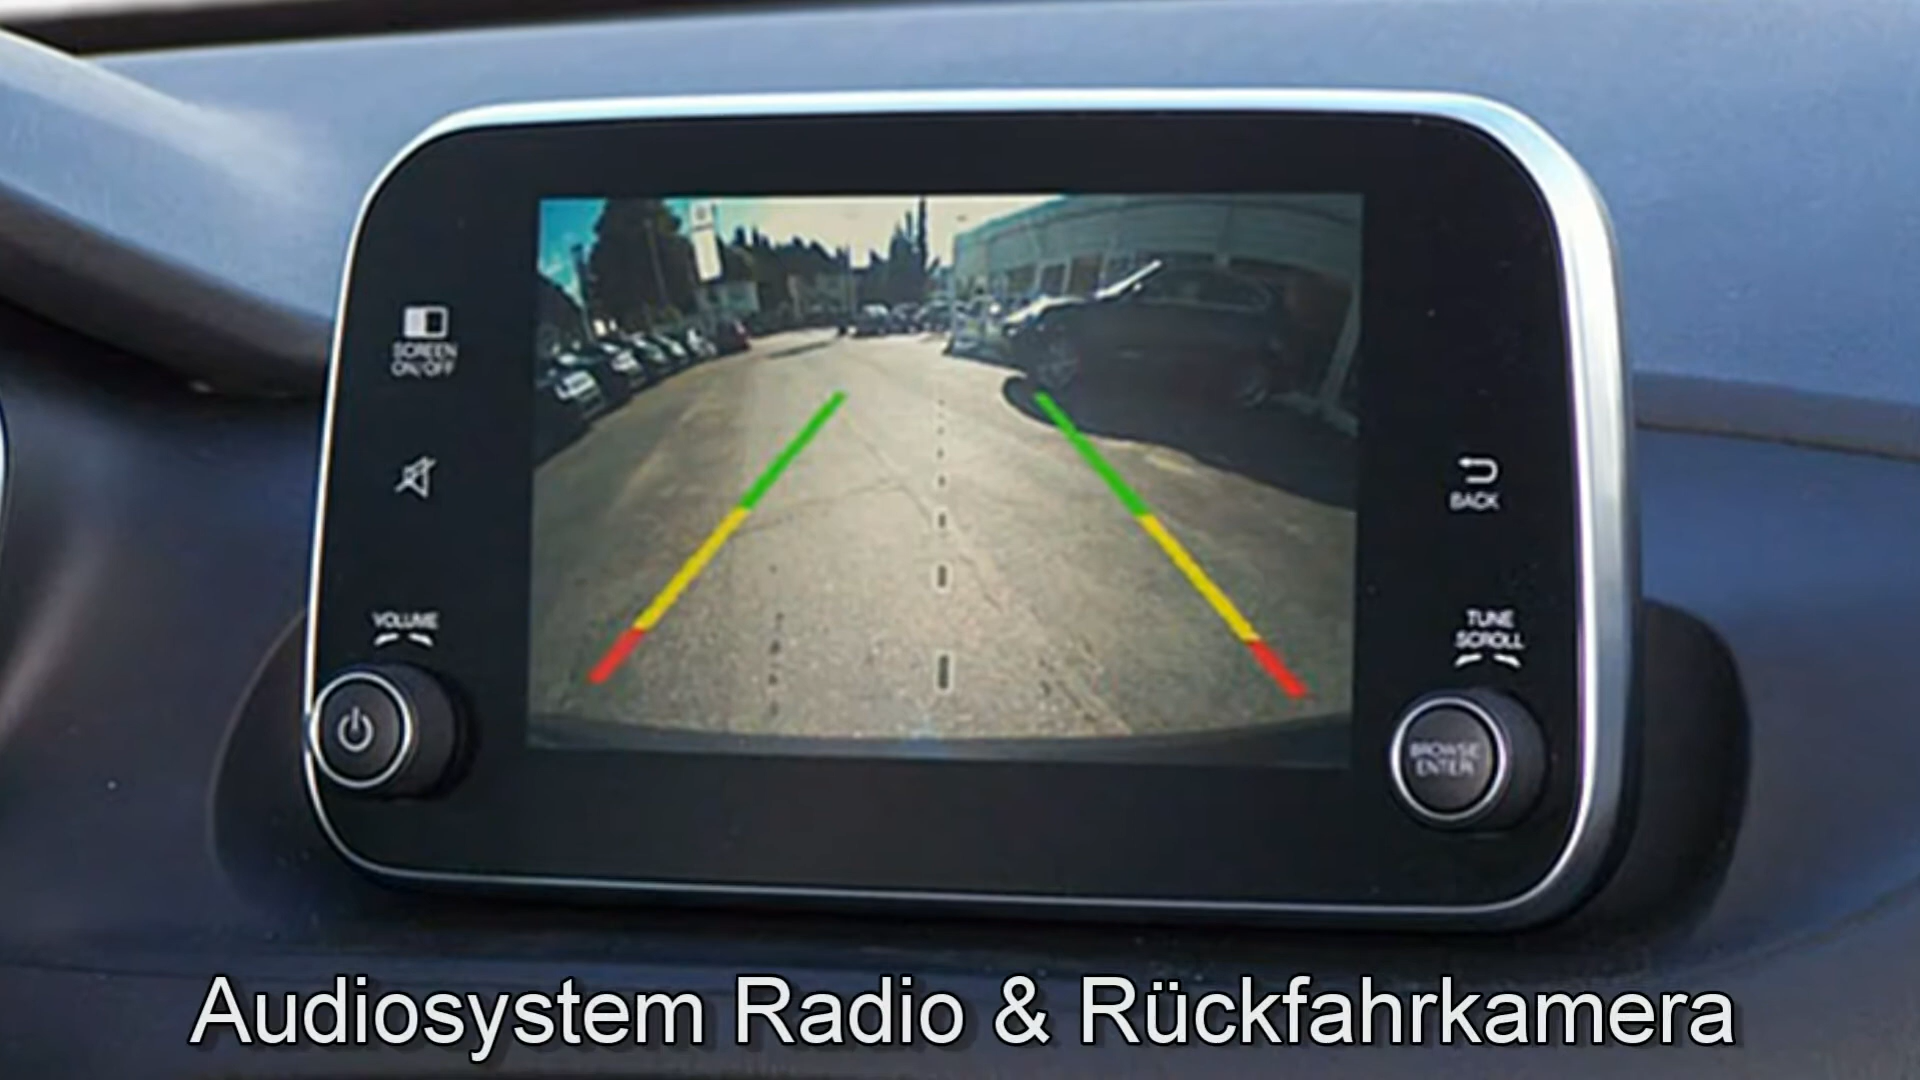 SCREEN
ON/OFF
BACK
VOLUME
TUNE
SCROLL
BROWSE
ENTER
Audiosystem Radio & Rückfahrkamera